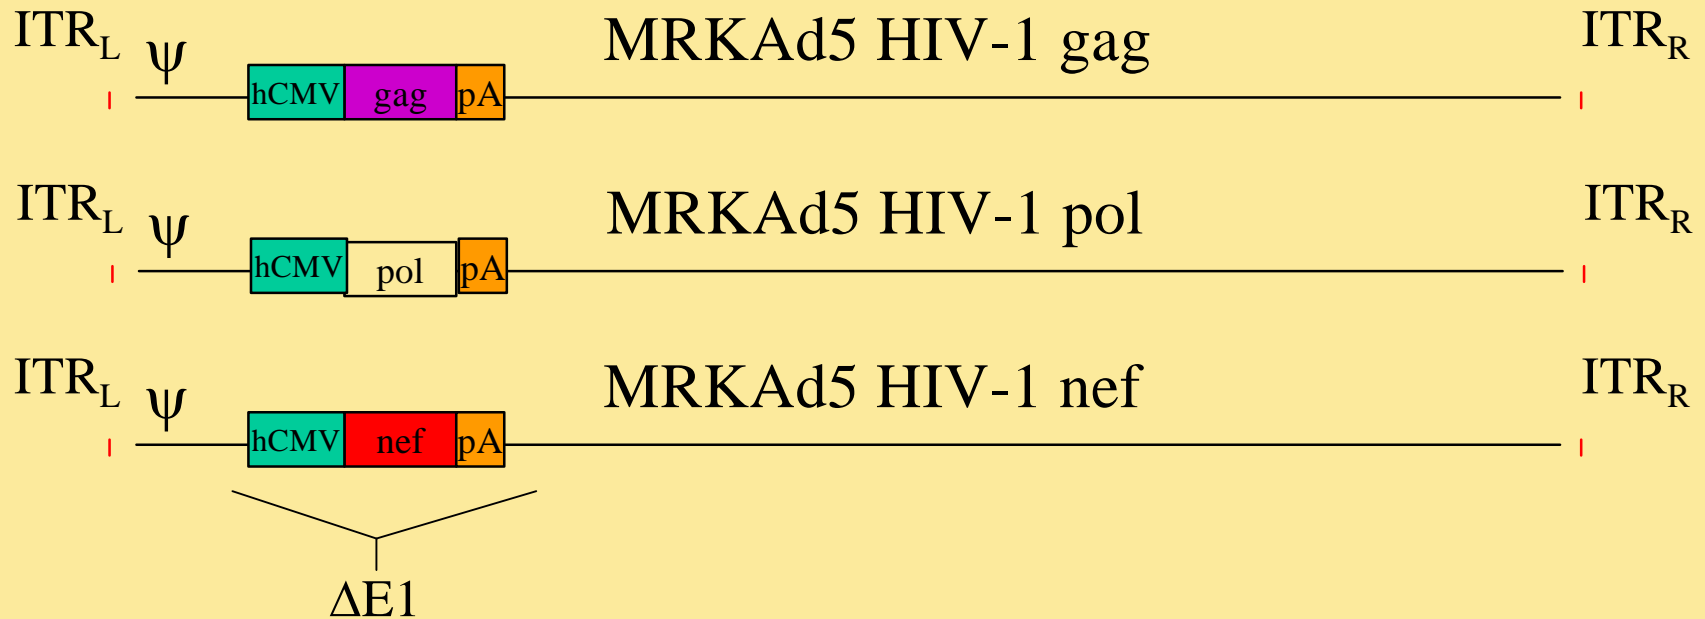 ITRL ψ MRKAd5 HIV-1 gag ITRR
hCMV gag pA
ITRL ψ MRKAd5 HIV-1 pol ITRR
hCMV pol pA
ITRL ψ MRKAd5 HIV-1 nef ITRR
hCMV nef pA
ΔE1